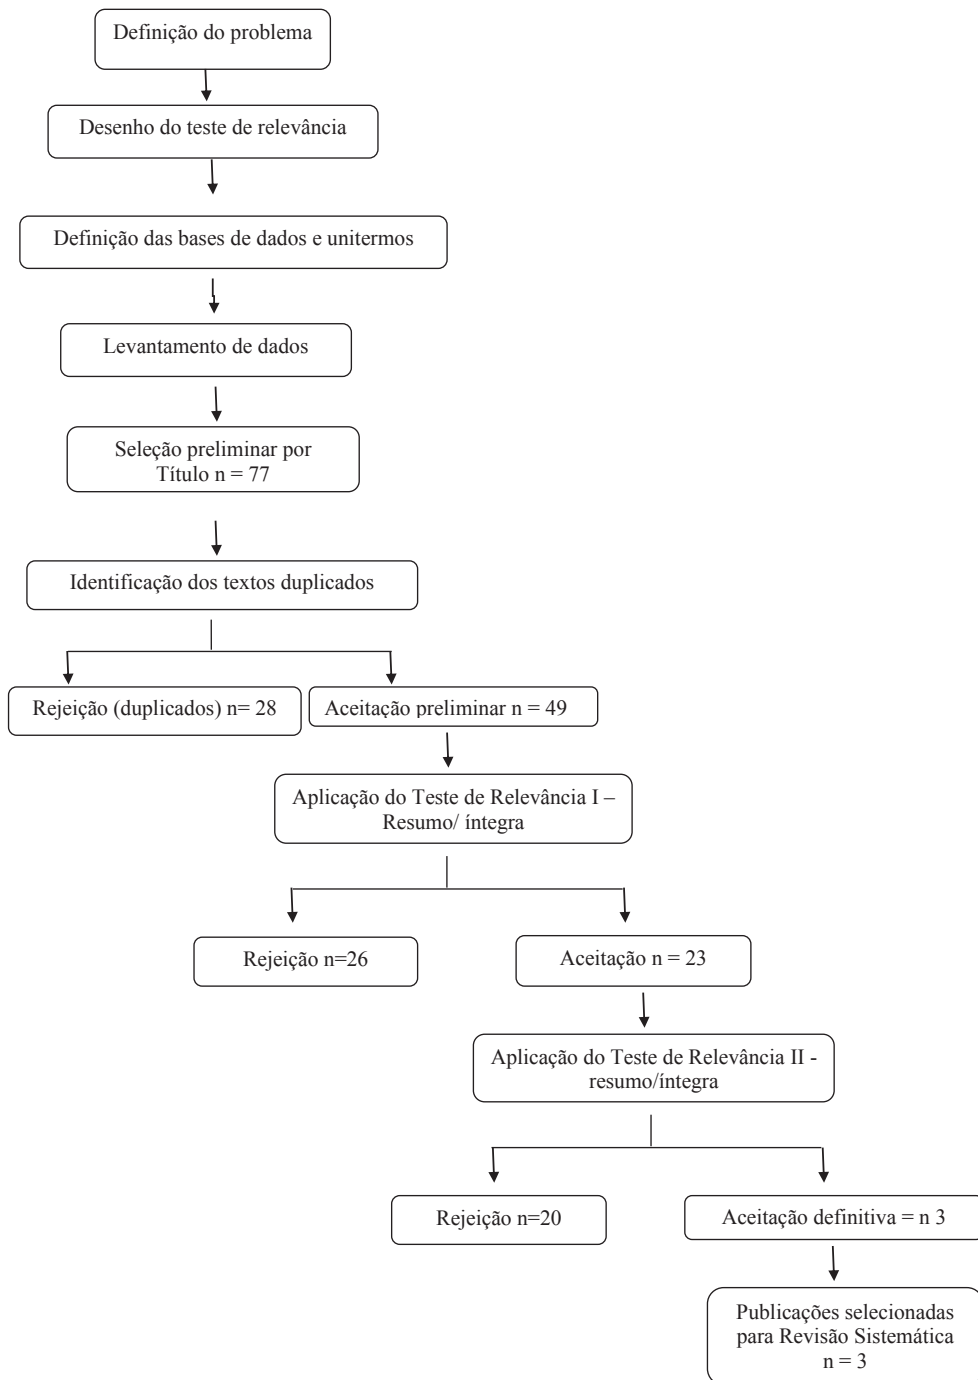 Definição do problema
Desenho do teste de relevância
Definição das bases de dados e unitermos
Levantamento de dados
Seleção preliminar por
Título n = 77
Identificação dos textos duplicados
Rejeição (duplicados) n= 28
Aceitação preliminar n = 49
Aplicação do Teste de Relevância I –
Resumo/ íntegra
Rejeição n=26
Aceitação n = 23
Aplicação do Teste de Relevância II -
resumo/íntegra
Rejeição n=20
Aceitação definitiva = n 3
Publicações selecionadas
para Revisão Sistemática
n = 3